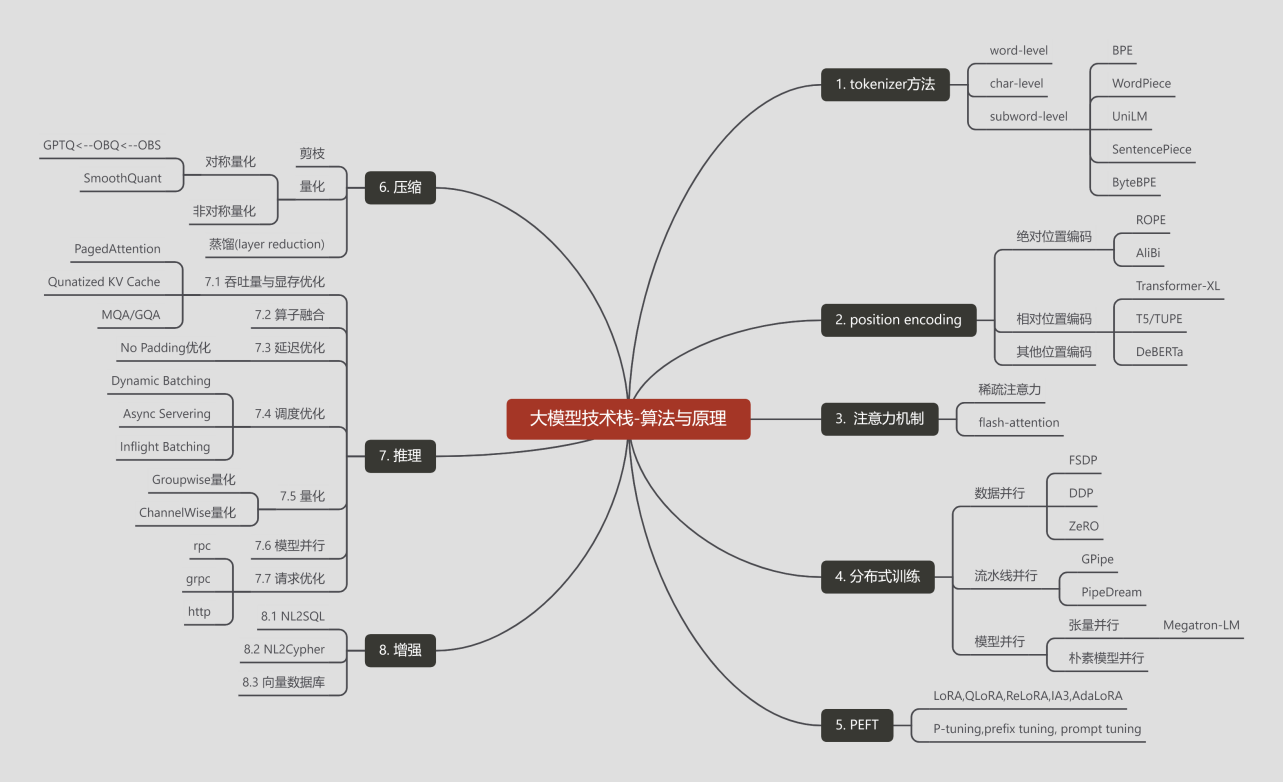 大模型技术栈-算法与原理
1. tokenizer方法
word-level
char-level
subword-level
BPE
WordPiece
UniLM
SentencePiece
ByteBPE
2. position encoding
绝对位置编码
ROPE
AliBi
相对位置编码
Transformer-XL
T5/TUPE
DeBERTa
其他位置编码
3. 注意力机制
稀疏注意力
flash-attention
4. 分布式训练
数据并行
FSDP
DDP
ZeRO
流水线并行
GPipe
PipeDream
模型并行
张量并行
Megatron-LM
朴素模型并行
5. PEFT
LoRA,QLoRA,ReLoRA,IA3,AdaLoRA
P-tuning,prefix tuning, prompt tuning
6. 压缩
剪枝
量化
对称量化
GPTQ<--OBQ<--OBS
SmoothQuant
非对称量化
蒸馏(layer reduction)
7. 推理
7.1 吞吐量与显存优化
PagedAttention
Qunatized KV Cache
MQA/GQA
7.2 算子融合
7.3 延迟优化
No Padding优化
7.4 调度优化
Dynamic Batching
Async Servering
Inflight Batching
7.5 量化
Groupwise量化
ChannelWise量化
7.6 模型并行
7.7 请求优化
rpc
grpc
http
8. 增强
8.1 NL2SQL
8.2 NL2Cypher
8.3 向量数据库